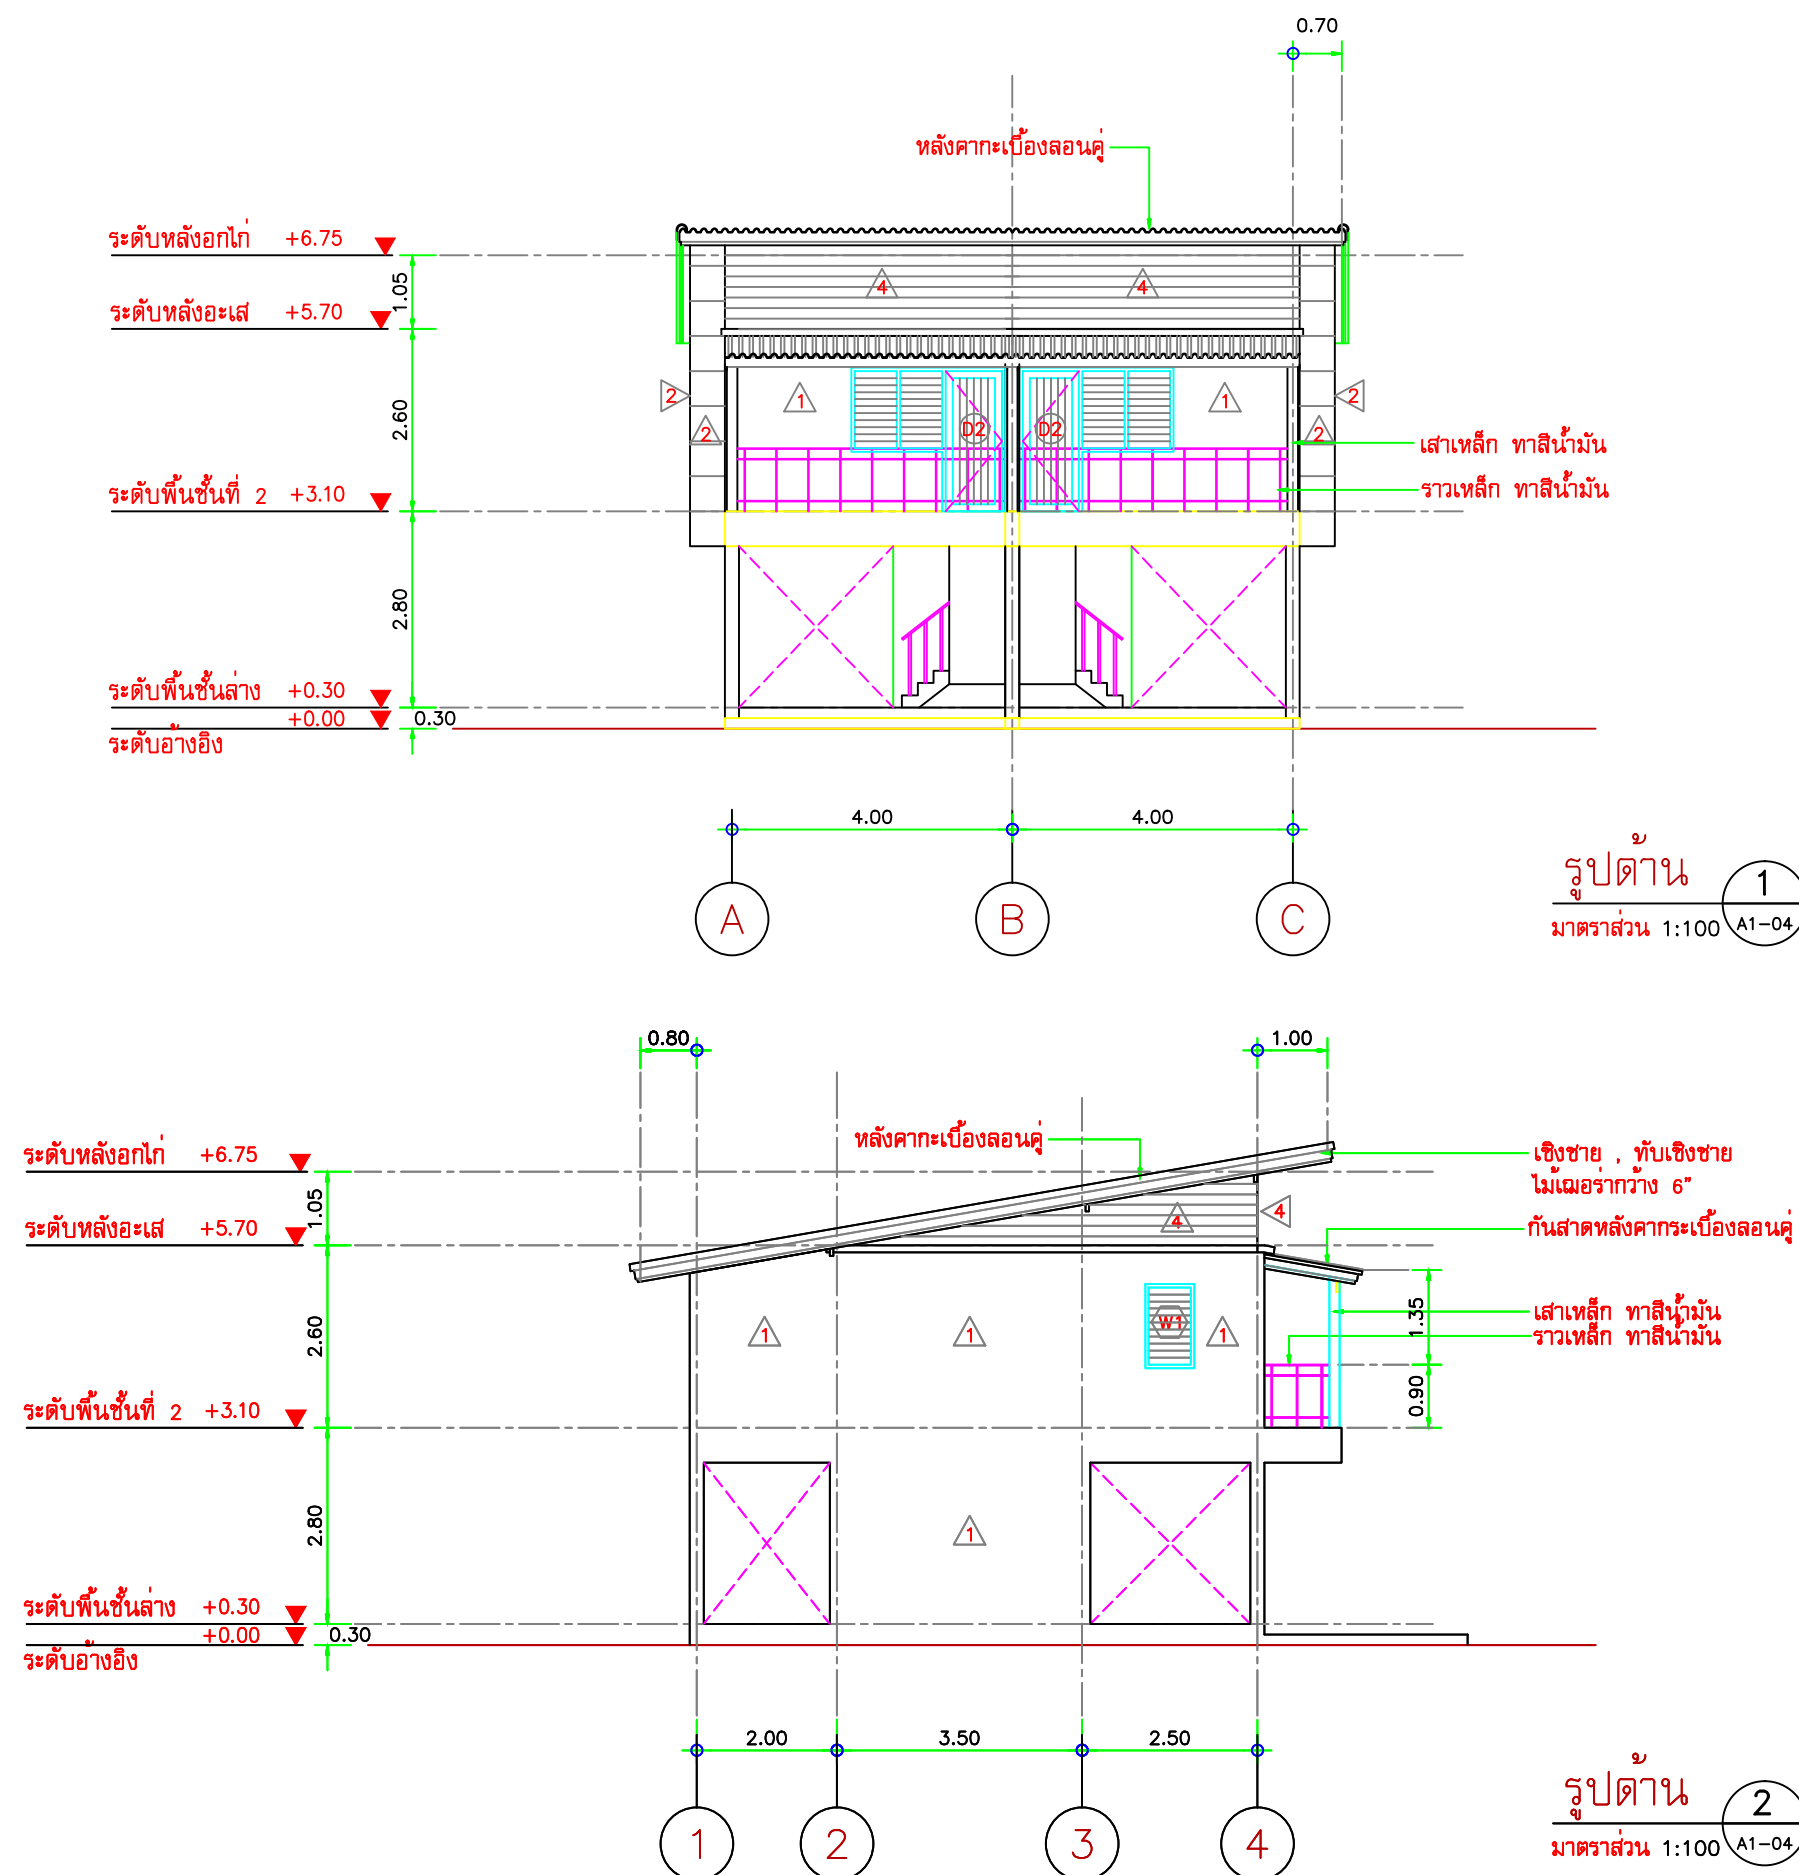 0.70
หลังคากะเบื้องลอนคู่
ระดับหลังอกไก่ +6.75
1.05
4 4
ระดับหลังอะเส +5.70
2.60
2 1 D2 D2 1 2
2 2
เสาเหล็ก ทาสีน้ำมัน
ราวเหล็ก ทาสีน้ำมัน
ระดับพื้นชั้นที่ 2 +3.10
2.80
ระดับพื้นชั้นล่าง +0.30
+0.00 0.30
ระดับอ้างอิง
4.00 4.00
A B C
รูปด้าน 1
มาตราส่วน 1:100 A1-04
0.80 1.00
หลังคากะเบื้องลอนคู่
ระดับหลังอกไก่ +6.75
เชิงชาย , ทับเชิงชาย
ไม้เฌอร่ากว้าง 6"
1.05
4 4
ระดับหลังอะเส +5.70
กันสาดหลังคากระเบื้องลอนคู่
2.60
1 1 W1 1
1.35
เสาเหล็ก ทาสีน้ำมัน
ราวเหล็ก ทาสีน้ำมัน
0.90
ระดับพื้นชั้นที่ 2 +3.10
2.80
1
ระดับพื้นชั้นล่าง +0.30
+0.00 0.30
ระดับอ้างอิง
2.00 3.50 2.50
1 2 3 4
รูปด้าน 2
มาตราส่วน 1:100 A1-04